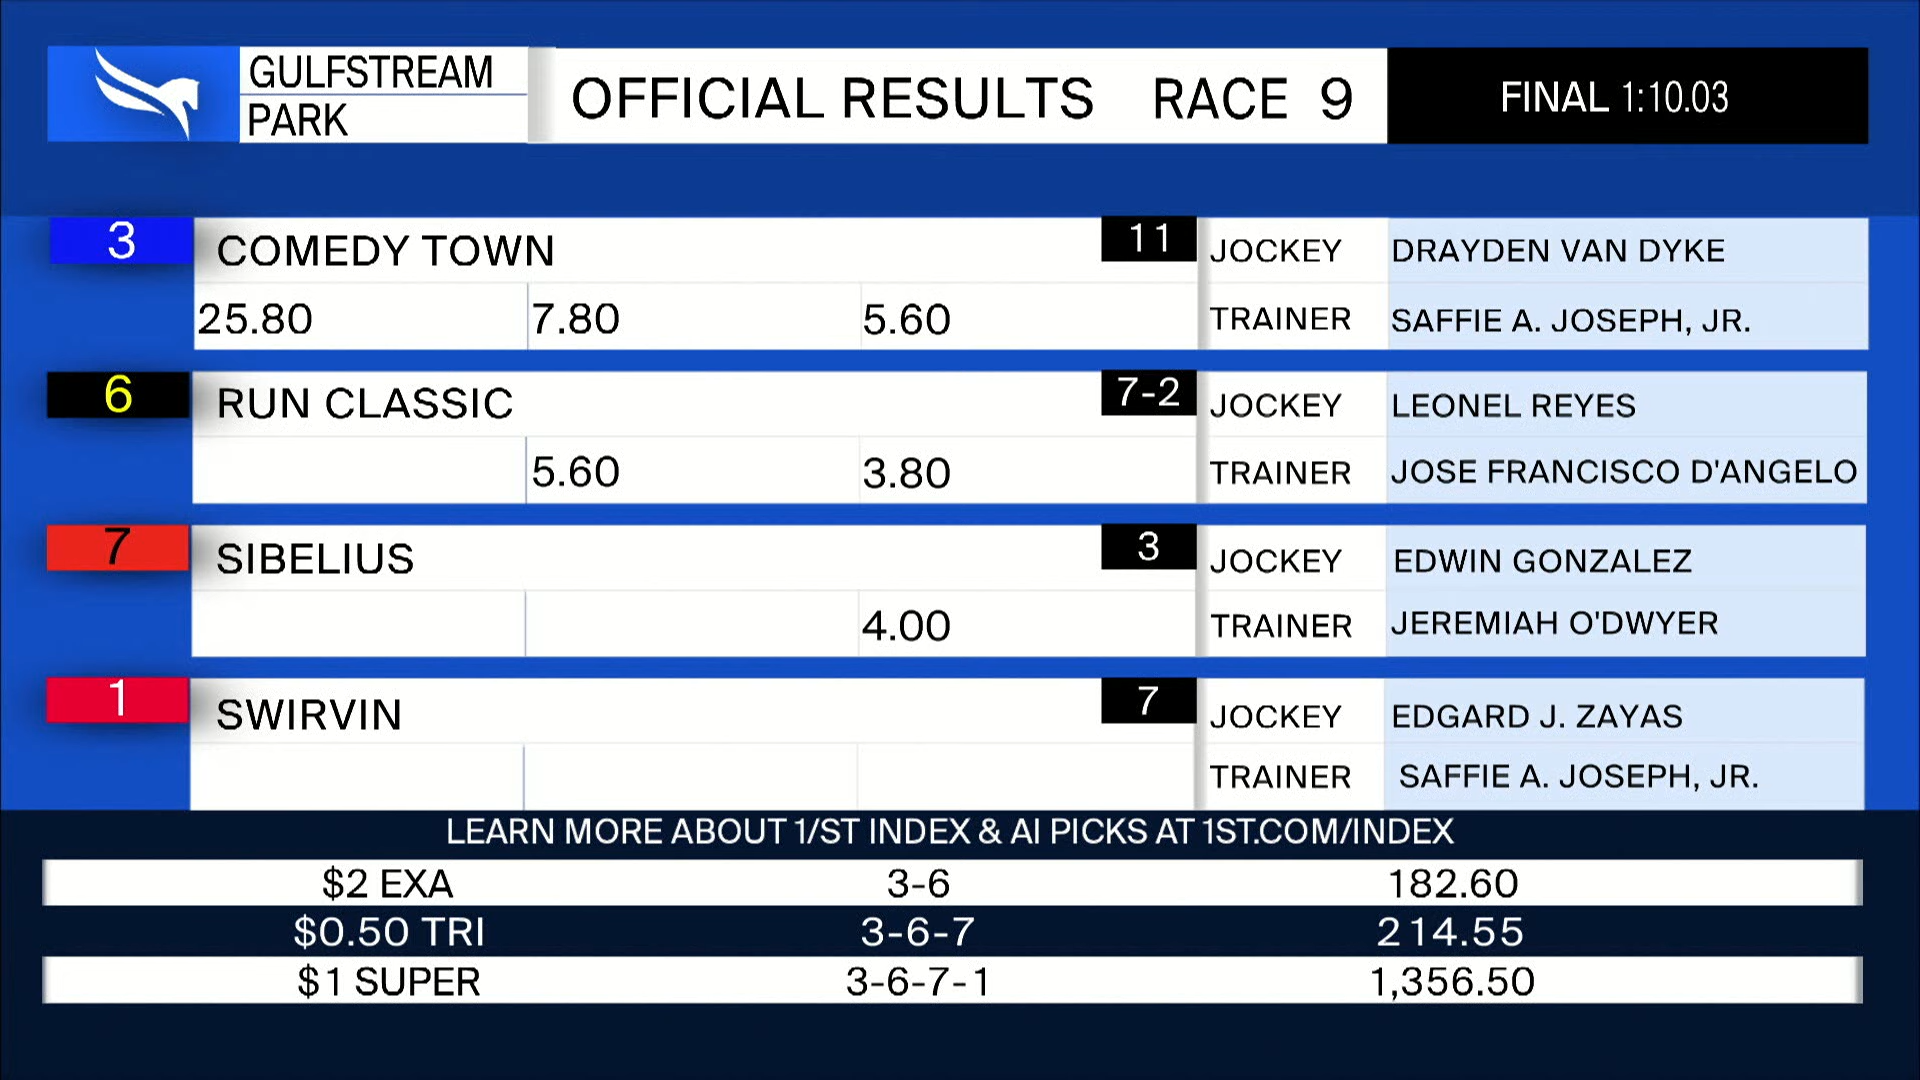 GULFSTREAM
PARK
OFFICIAL RESULTS RACE 9
FINAL 1:10.03
3 COMEDY TOWN 11 JOCKEY DRAYDEN VAN DYKE
25.80 7.80 5.60 TRAINER SAFFIE A. JOSEPH, JR.
6 RUN CLASSIC 7-2 JOCKEY LEONEL REYES
5.60 3.80 TRAINER JOSE FRANCISCO D'ANGELO
7 SIBELIUS 3 JOCKEY EDWIN GONZALEZ
4.00 TRAINER JEREMIAH O'DWYER
1 SWIRVIN 7 JOCKEY EDGARD J. ZAYAS
TRAINER SAFFIE A. JOSEPH, JR.
LEARN MORE ABOUT 1/ST INDEX & AI PICKS AT 1ST.COM/INDEX
$2 EXA 3-6 182.60
$0.50 TRI 3-6-7 214.55
$1 SUPER 3-6-7-1 1,356.50